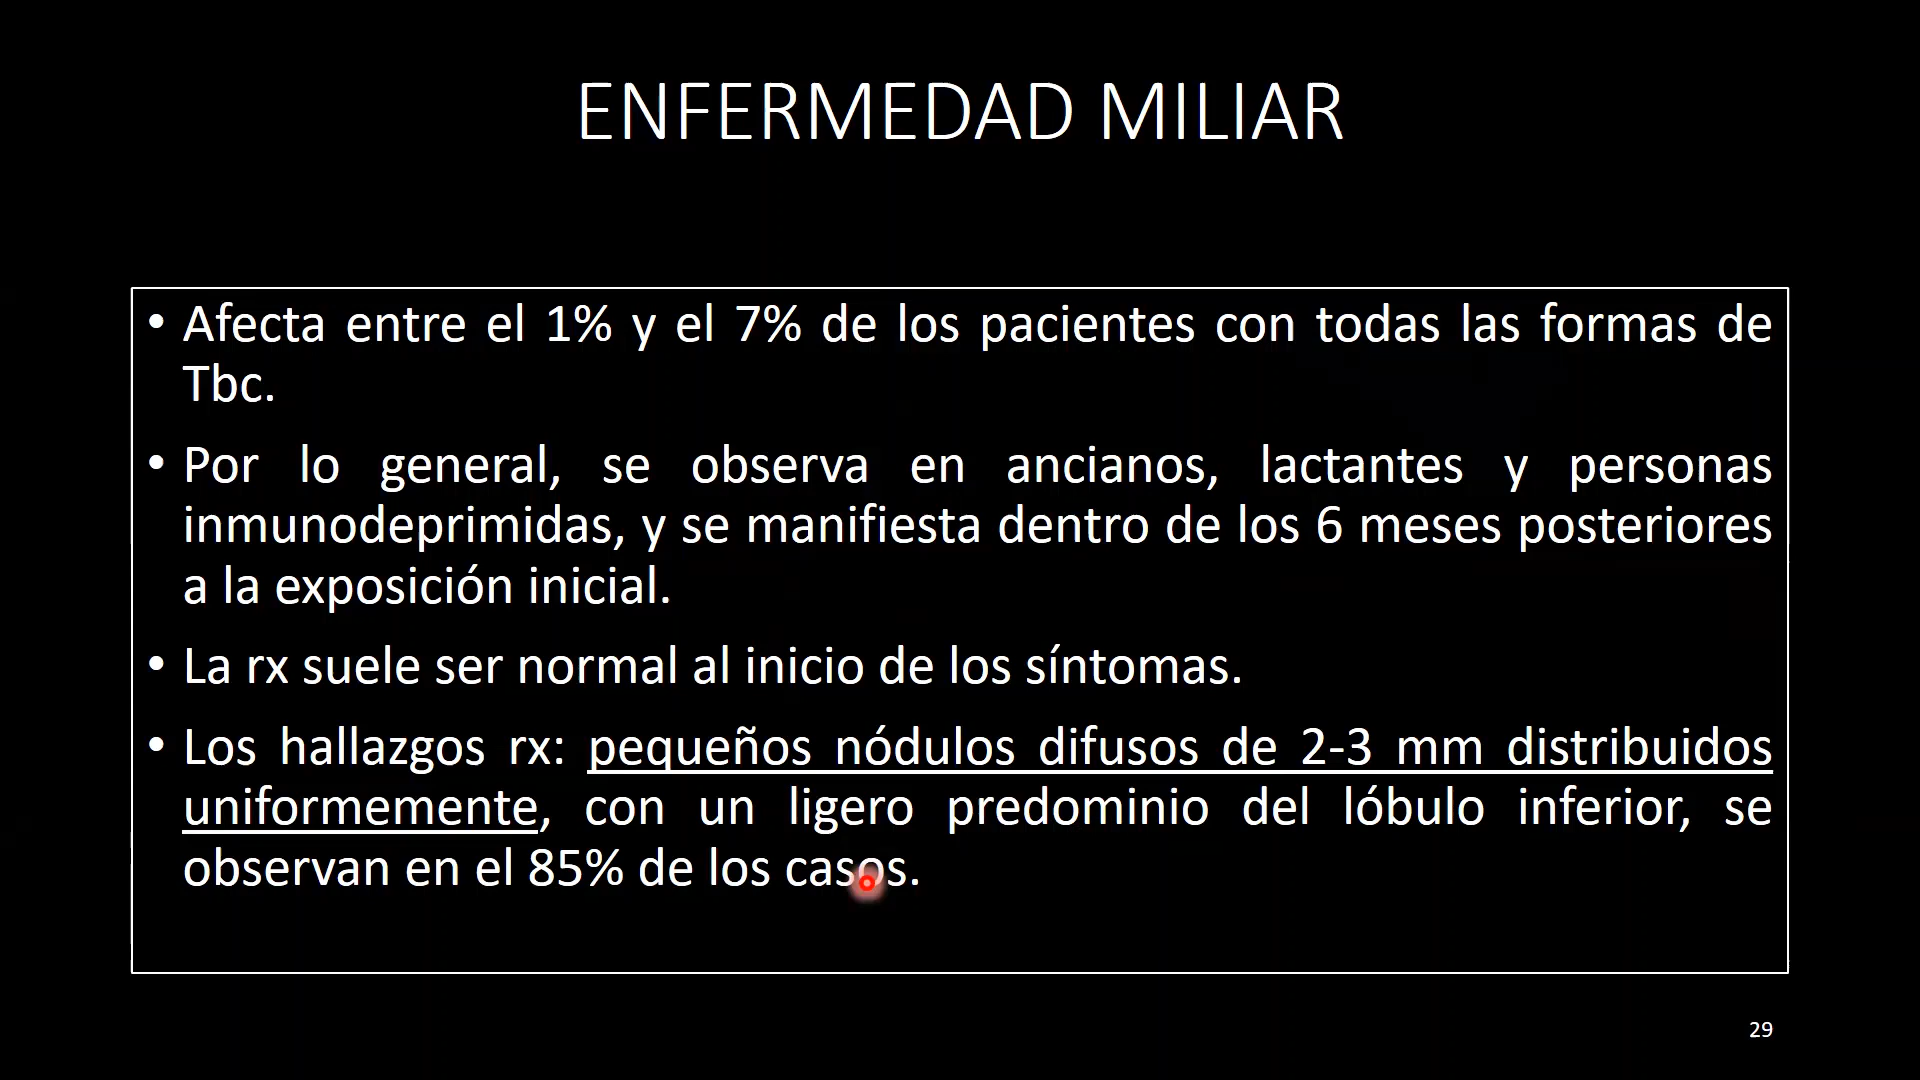 ENFERMEDAD MILIAR
• Afecta entre el 1% y el 7% de los pacientes con todas las formas de
Tbc.
• Por lo general, se observa en ancianos, lactantes y personas
inmunodeprimidas, y se manifiesta dentro de los 6 meses posteriores
a la exposición inicial.
• La rx suele ser normal al inicio de los síntomas.
• Los hallazgos rx: pequeños nódulos difusos de 2-3 mm distribuidos
uniformemente, con un ligero predominio del lóbulo inferior, se
observan en el 85% de los casos.
29